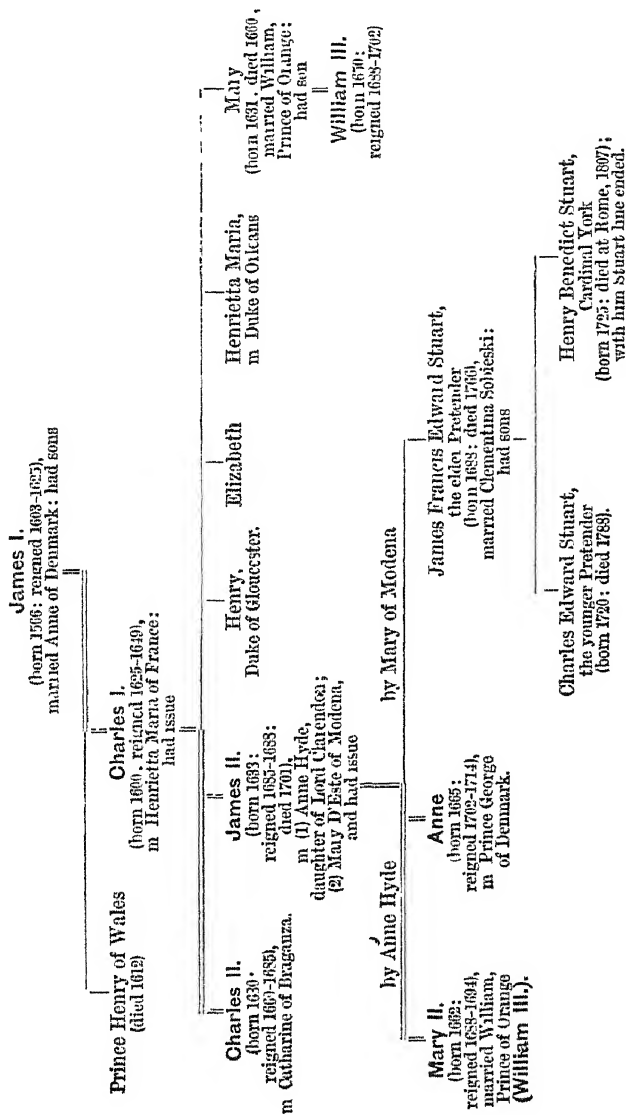 James I.
(born 1566: reigned 1603-1625),
married Anne of Denmark; had sons
Prince Henry of Wales
(died 1612)
Charles I.
(born 1600, reigned 1625-1649),
m Henrietta Maria of France:
had issue
Charles II.
(born 1630·
reigned 1660-1685),
m Catharine of Braganza.
James II.
(born 1633:
reigned 1685-1688:
died 1701),
m (1) Anne Hyde,
daughter of Lord Clarendon;
(2) Mary D'Este of Modena,
and had issue
Henry,
Duke of Gloucester.
Elizabeth
Henrietta Maria,
m Duke of Orleans
Mary
(born 1631, died 1660,
married William,
Prince of Orange;
had son
William III.
(born 1650;
reigned 1688-1702)
by Anne Hyde
by Mary of Modena
Mary II.
(born 1662;
reigned 1688-1694),
married William,
Prince of Orange
(William III.).
Anne
(born 1665;
reigned 1702-1714),
m Prince George
of Denmark.
James Francis Edward Stuart,
the elder Pretender
(born 1688: died 1766),
married Clementina Sobieski:
had sons
Charles Edward Stuart,
the younger Pretender
(born 1720: died 1788).
Henry Benedict Stuart,
Cardinal York
(born 1725: died at Rome, 1807);
with him Stuart line ended.